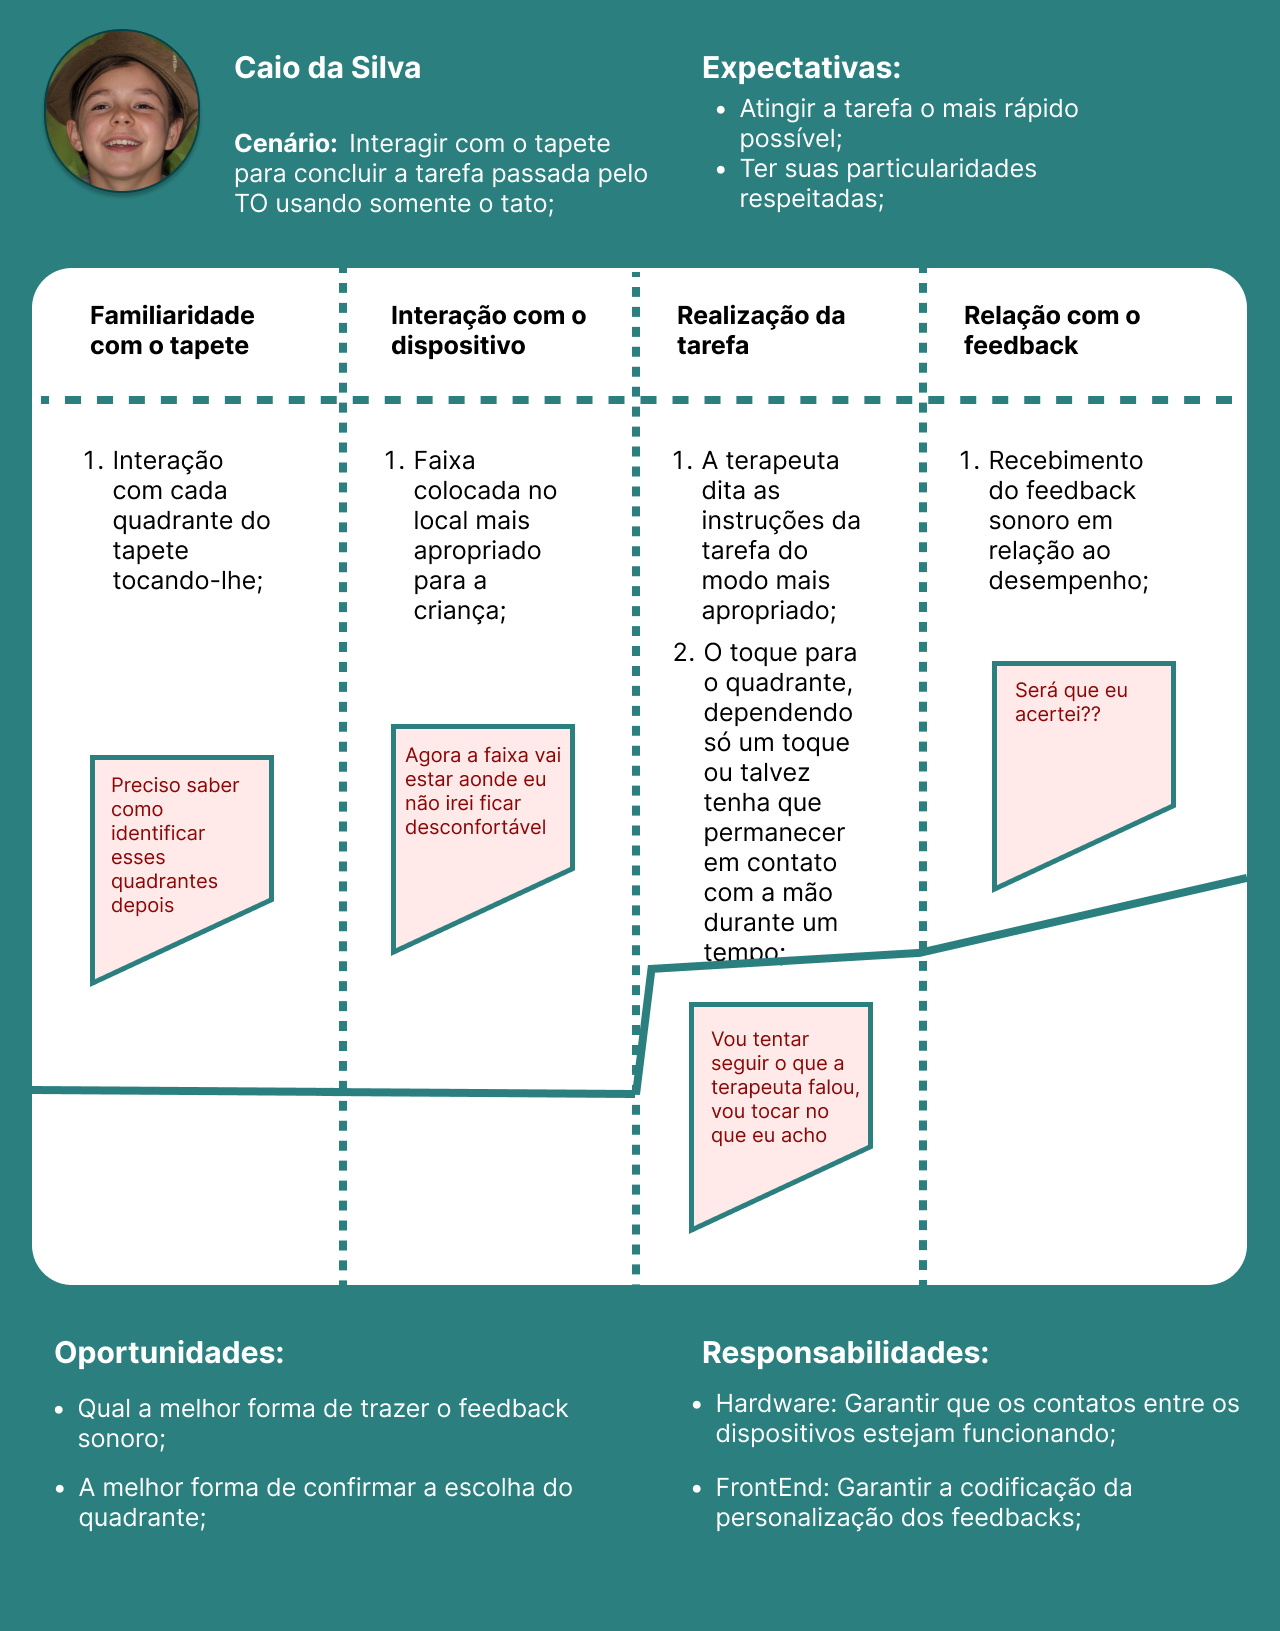 Caio da Silva
Cenário: Interagir com o tapete
para concluir a tarefa passada pelo
TO usando somente o tato;
Expectativas:
• Atingir a tarefa o mais rápido
possível;
• Ter suas particularidades
respeitadas;
Familiaridade
com o tapete
1. Interação
com cada
quadrante do
tapete
tocando-lhe;
Preciso saber
como
identificar
esses
quadrantes
depois
Interação com o
dispositivo
1. Faixa
colocada no
local mais
apropriado
para a
criança;
Agora a faixa vai
estar aonde eu
não irei ficar
desconfortável
Realização da
tarefa
1. A terapeuta
dita as
instruções da
tarefa do
modo mais
apropriado;
2. O toque para
o quadrante,
dependendo
só um toque
ou talvez
tenha que
permanecer
em contato
com a mão
durante um
tempo;
Vou tentar
seguir o que a
terapeuta falou,
vou tocar no
que eu acho
Relação com o
feedback
1. Recebimento
do feedback
sonoro em
relação ao
desempenho;
Será que eu
acertei??
Oportunidades:
• Qual a melhor forma de trazer o feedback
sonoro;
• A melhor forma de confirmar a escolha do
quadrante;
Responsabilidades:
• Hardware: Garantir que os contatos entre os
dispositivos estejam funcionando;
• FrontEnd: Garantir a codificação da
personalização dos feedbacks;